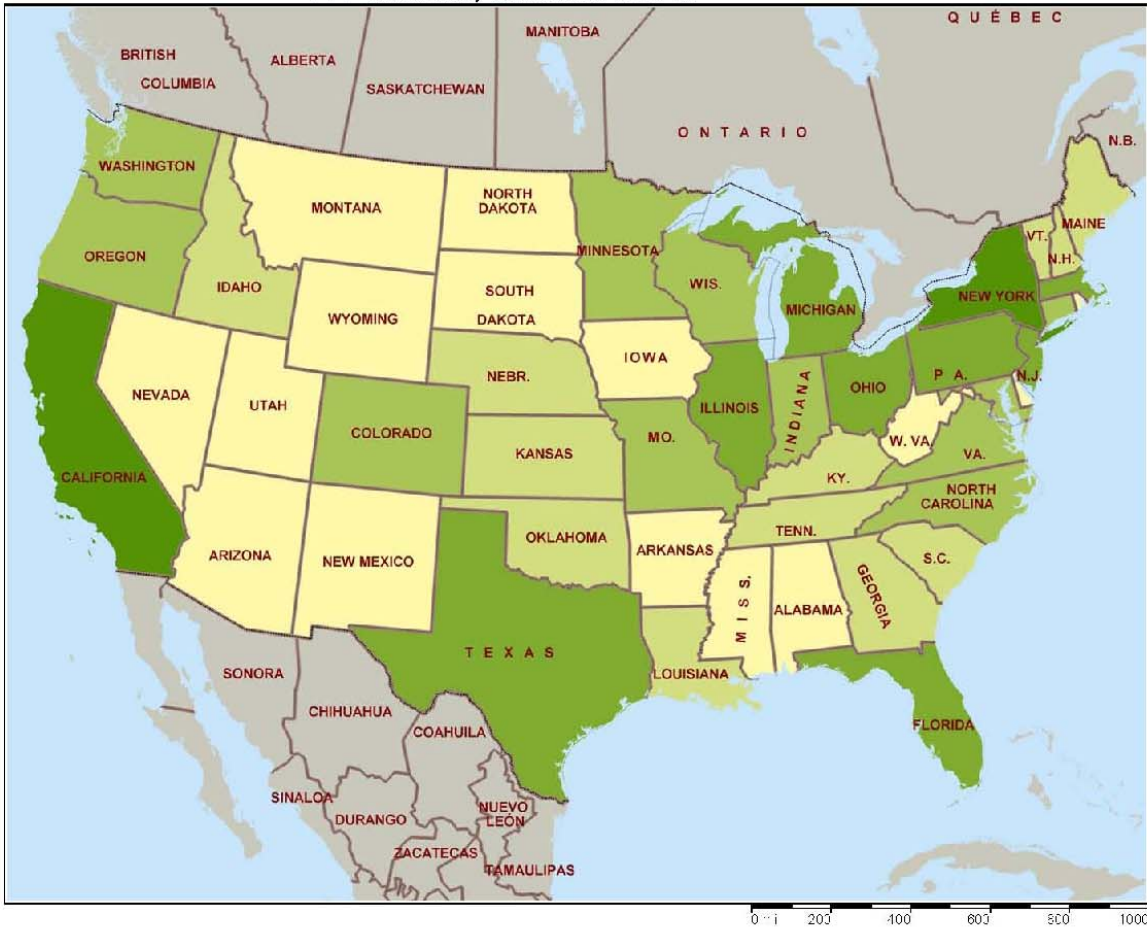 QUÉBEC
MANITOBA
BRITISH
COLUMBIA
ALBERTA
SASKATCHEWAN
ONTARIO
N.B.
WASHINGTON
MONTANA
NORTH
DAKOTA
MINNESOTA
VT.
MAINE
N.H.
OREGON
IDAHO
WYOMING
SOUTH
DAKOTA
WIS.
MICHIGAN
NEW YORK
IOWA
NEBR.
NEVADA
UTAH
COLORADO
KANSAS
MO.
ILLINOIS
INDIANA
OHIO
P A.
N.J.
W. VA.
VA.
KY.
NORTH
CAROLINA
CALIFORNIA
ARIZONA
NEW MEXICO
OKLAHOMA
ARKANSAS
TENN.
S.C.
MISS.
ALABAMA
GEORGIA
TEXAS
LOUISIANA
FLORIDA
SONORA
CHIHUAHUA
COAHUILA
SINALOA
DURANGO
NUEVO
LEÓN
ZACATECAS
TAMAULIPAS
0 200 400 600 800 1000